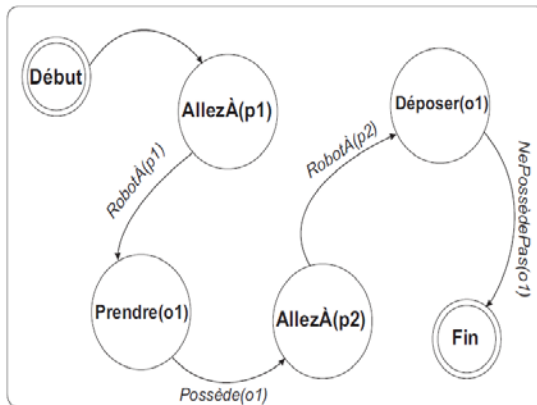 Début
AllezÀ(p1)
RobotÀ(p1)
Prendre(o1)
Possède(o1)
AllezÀ(p2)
RobotÀ(p2)
Déposer(o1)
NePossèdePas(o1)
Fin